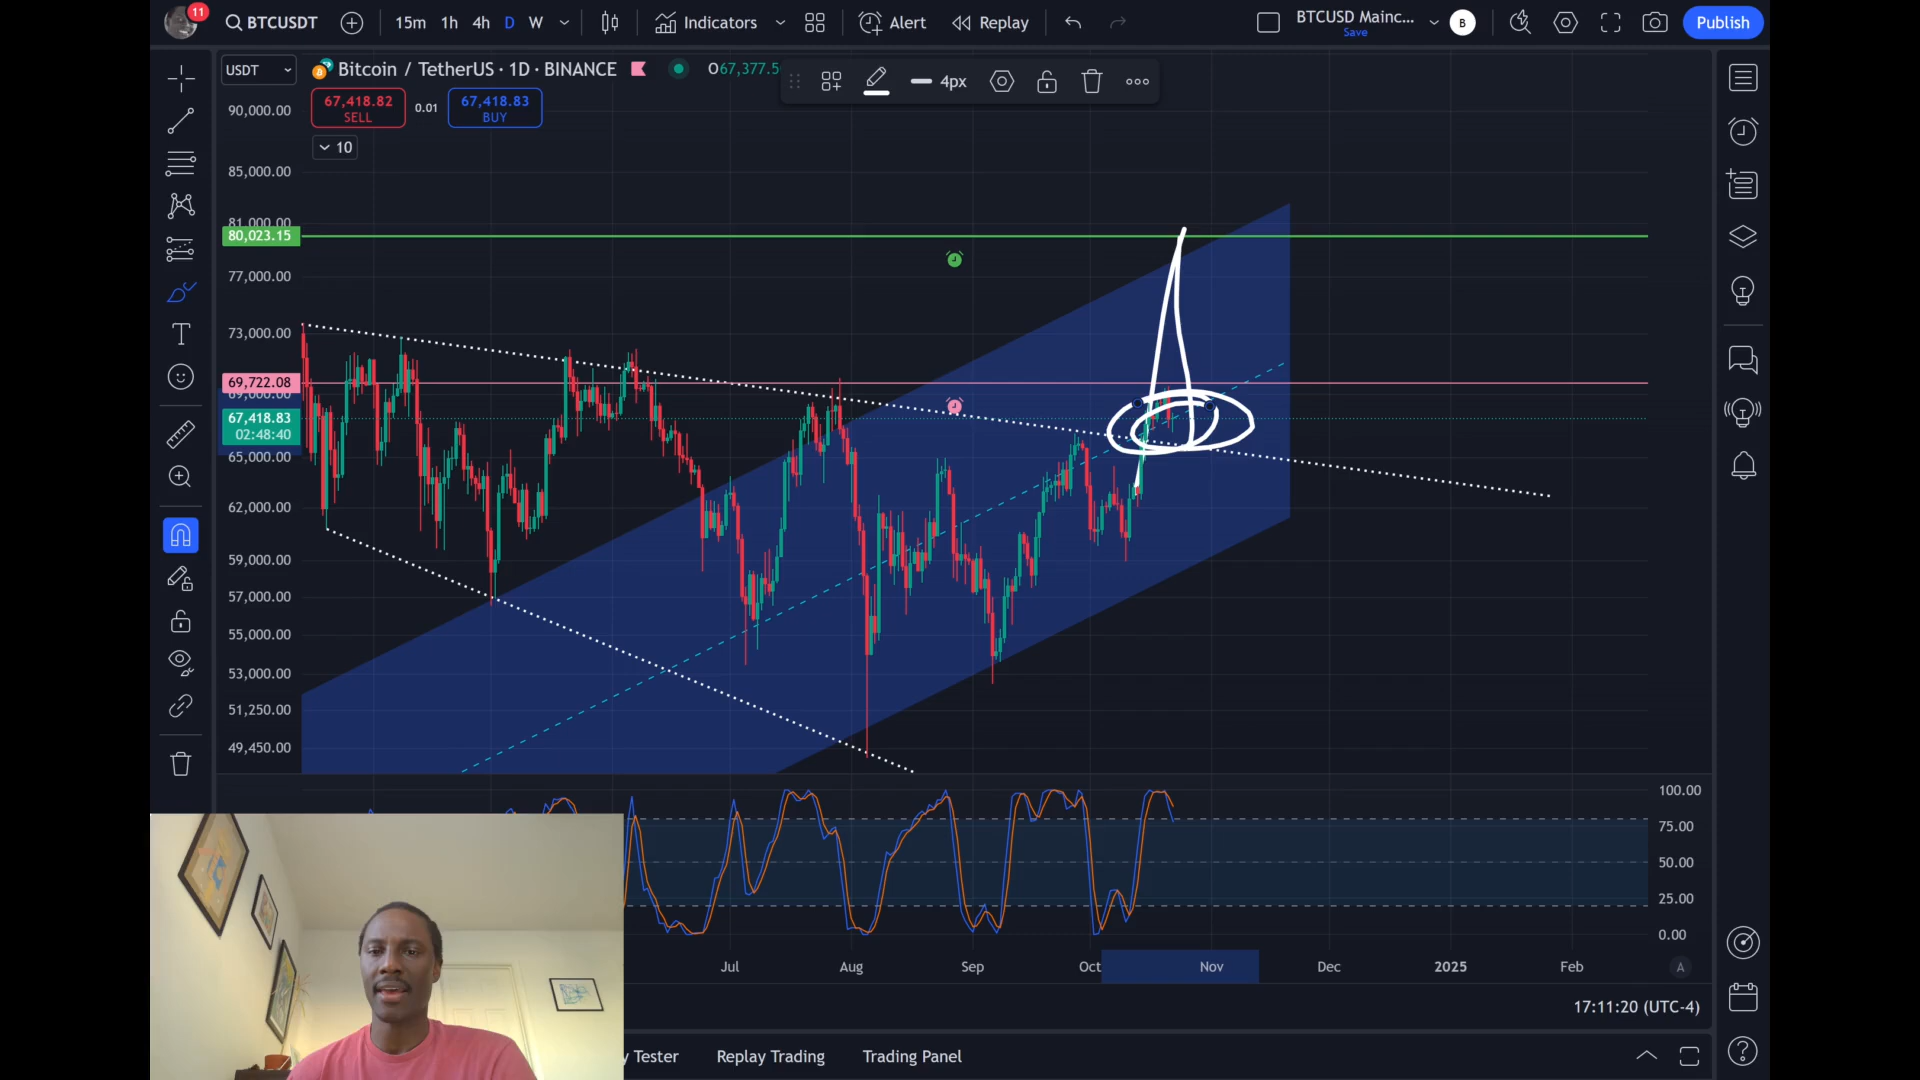 11
BTCUSDT
15m 1h 4h D W
Indicators
Alert
Replay
BTCUSD Mainc...
Save
B
Publish
USDT
Bitcoin / TetherUS · 1D · BINANCE
O67,377.5
4px
67,418.82
SELL
0.01
67,418.83
BUY
10
90,000.00
85,000.00
81,000.00
80,023.15
77,000.00
73,000.00
69,722.08
69,000.00
67,418.83
02:48:40
65,000.00
62,000.00
59,000.00
57,000.00
55,000.00
53,000.00
51,250.00
49,450.00
100.00
75.00
50.00
25.00
0.00
Jul Aug Sep Oct Nov Dec 2025 Feb
A
17:11:20 (UTC-4)
y Tester
Replay Trading
Trading Panel